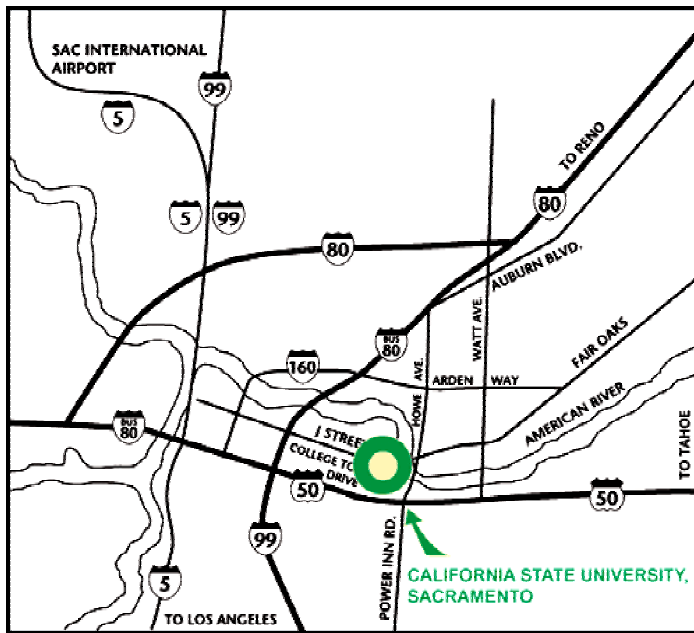 SAC INTERNATIONAL
AIRPORT
99
5
TO RENO
80
5
99
80
AUBURN BLVD.
WATT AVE.
BUS
80
HOWE AVE.
FAIR OAKS
160
ARDEN WAY
AMERICAN RIVER
BUS
80
J STREE
COLLEGE TO
DRIVE
TO TAHOE
50
50
99
POWER INN RD.
CALIFORNIA STATE UNIVERSITY,
SACRAMENTO
5
TO LOS ANGELES